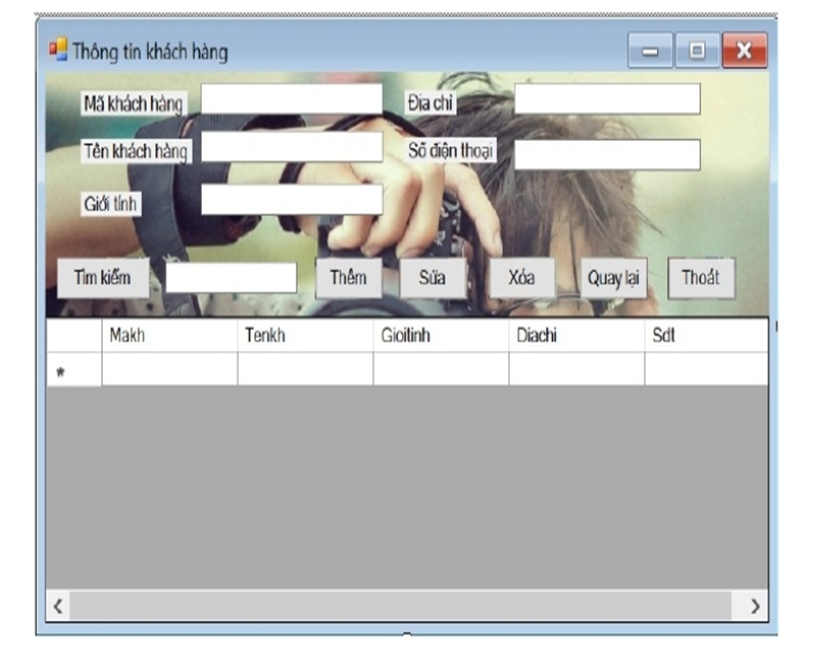 Thông tin khách hàng
Mã khách hàng Đia chỉ
Tên khách hàng Số điện thoại
Giới tính
Tìm kiếm Thêm Sửa Xóa Quay lại Thoát
Makh Tenkh Gioitinh Diachi Sdt
*